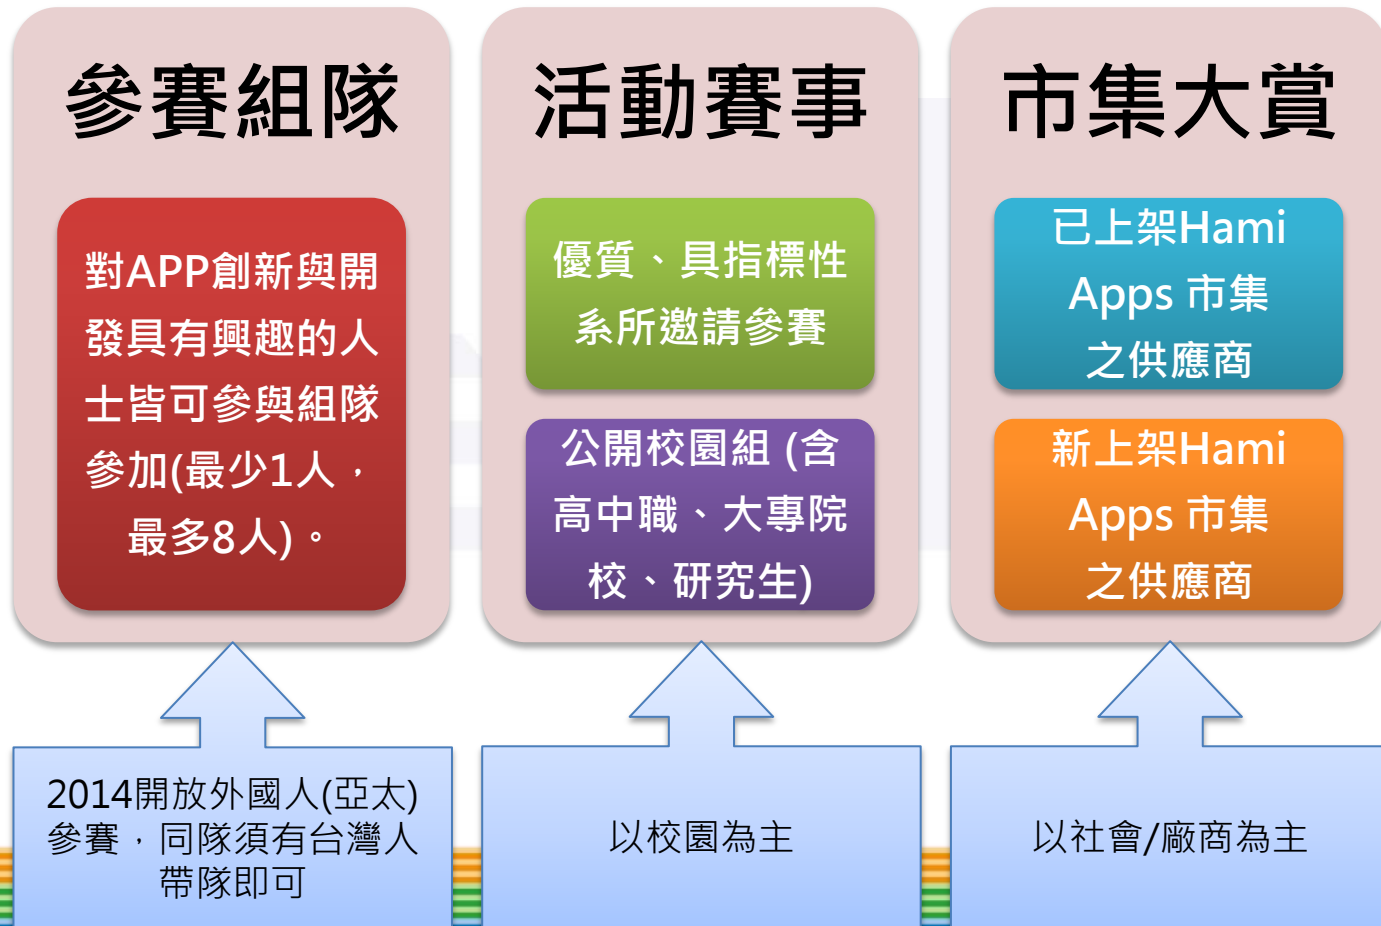 參賽組隊
對APP創新與開
發具有興趣的人
士皆可參與組隊
參加(最少1人，
最多8人)。
2014開放外國人(亞太)
參賽，同隊須有台灣人
帶隊即可
活動賽事
優質、具指標性
系所邀請參賽
公開校園組 (含
高中職、大專院
校、研究生)
以校園為主
市集大賞
已上架Hami
Apps 市集
之供應商
新上架Hami
Apps 市集
之供應商
以社會/廠商為主